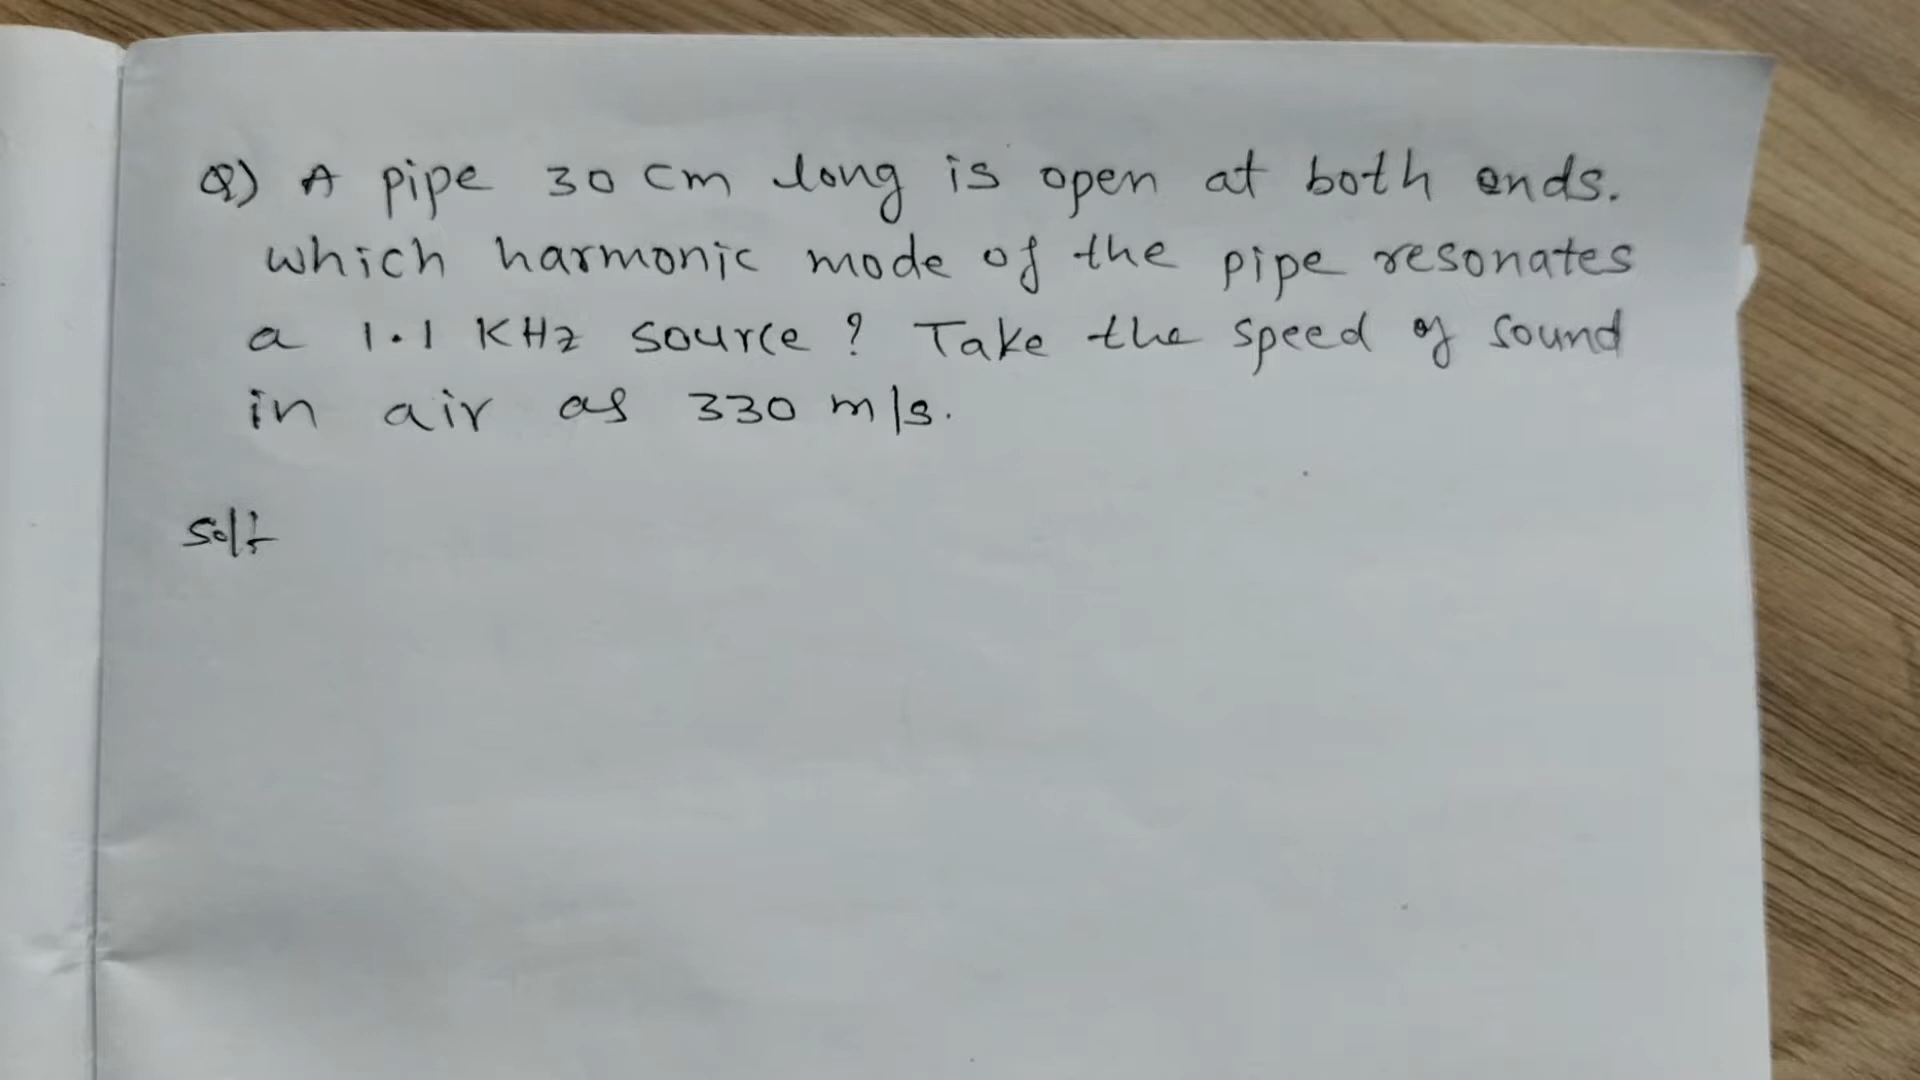 Q) A pipe 30 cm long is open at both ends.
which harmonic mode of the pipe resonates
a 1.1 KHz source? Take the speed of sound
in air as 330 m/s.
Sol: